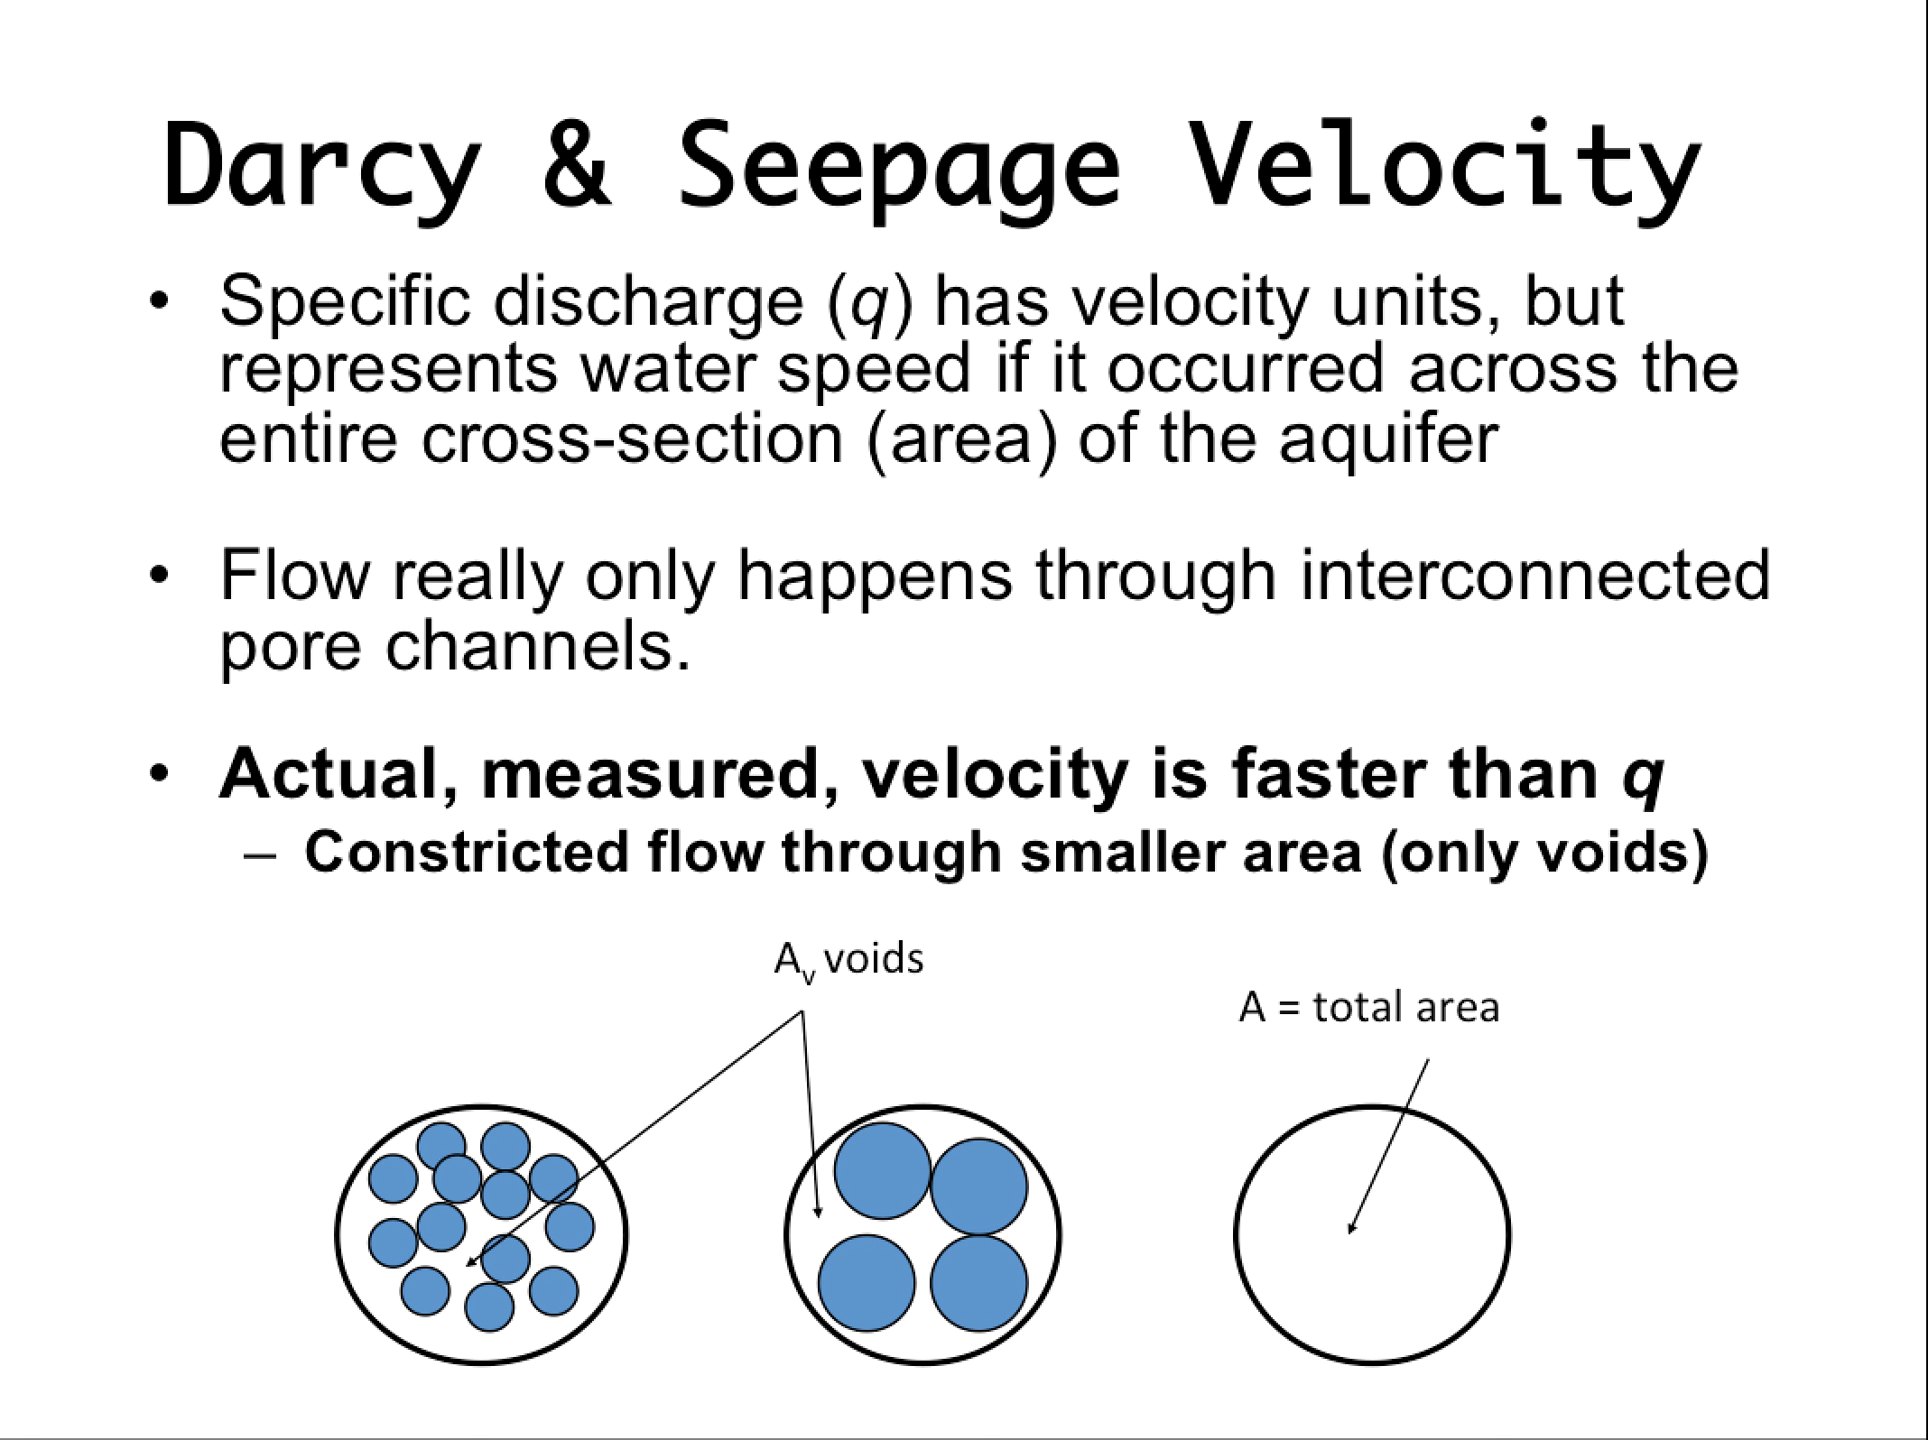 Darcy & Seepage Velocity
• Specific discharge (q) has velocity units, but
represents water speed if it occurred across the
entire cross-section (area) of the aquifer
• Flow really only happens through interconnected
pore channels.
• Actual, measured, velocity is faster than q
– Constricted flow through smaller area (only voids)
Av voids
A = total area